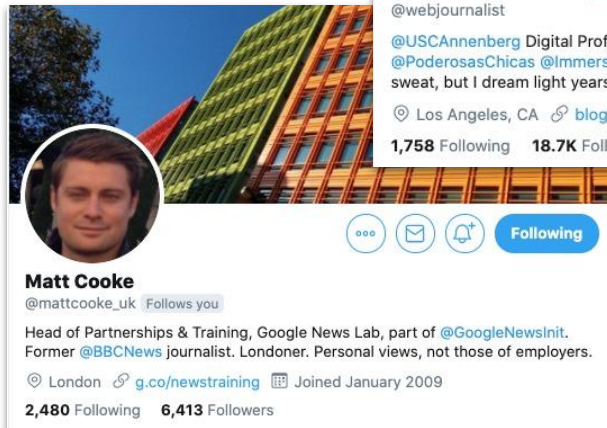 @webjournalist
@USCAnnenberg Digital Prof
@PoderosasChicas @Immers
sweat, but I dream light years
Los Angeles, CA blog
1,758 Following 18.7K Foll
Following
Matt Cooke
@mattcooke_uk Follows you
Head of Partnerships & Training, Google News Lab, part of @GoogleNewsInit.
Former @BBCNews journalist. Londoner. Personal views, not those of employers.
London g.co/newstraining Joined January 2009
2,480 Following 6,413 Followers